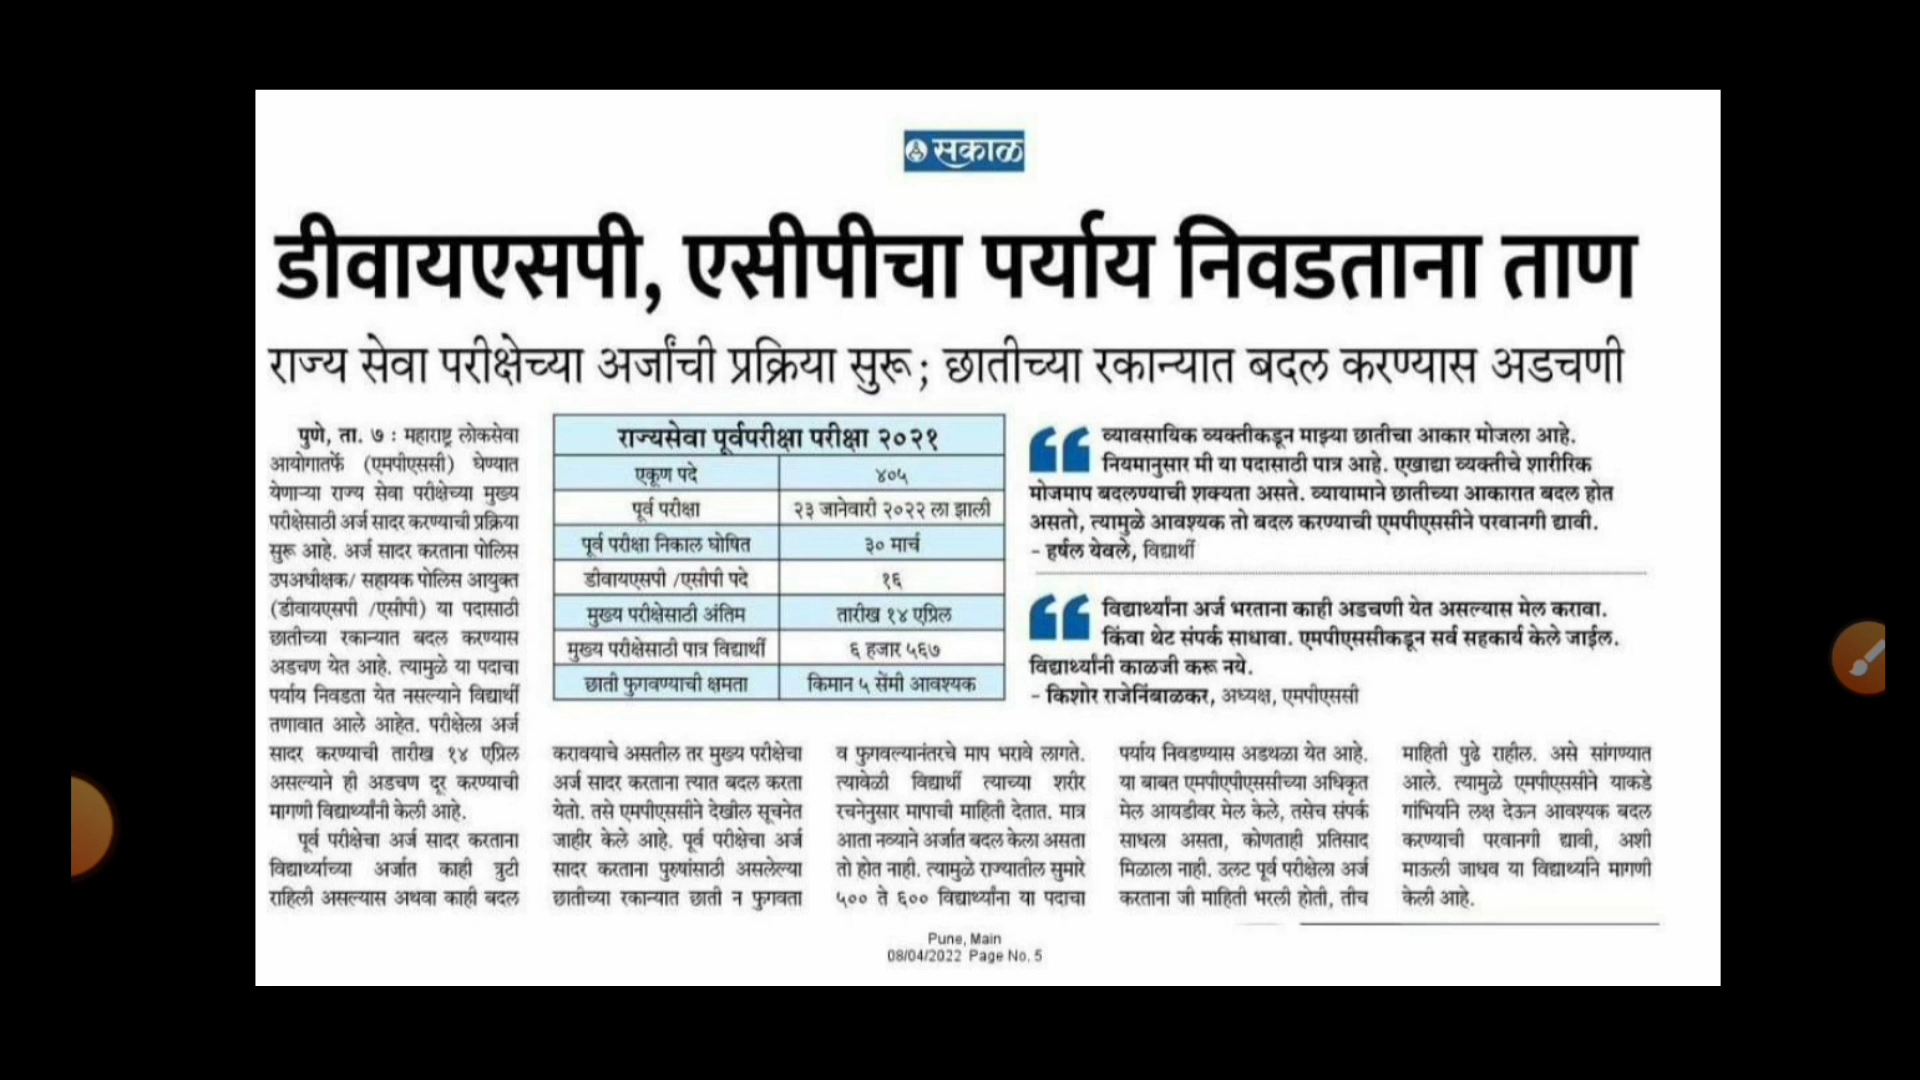 सकाळ
डीवायएसपी, एसीपीचा पर्याय निवडताना ताण
राज्य सेवा परीक्षेच्या अर्जांची प्रक्रिया सुरू; छातीच्या रकान्यात बदल करण्यास अडचणी
पुणे, ता. ७ : महाराष्ट्र लोकसेवा
आयोगातर्फे (एमपीएससी) घेण्यात
येणाऱ्या राज्य सेवा परीक्षेच्या मुख्य
परीक्षेसाठी अर्ज सादर करण्याची प्रक्रिया
सुरू आहे. अर्ज सादर करताना पोलिस
उपअधीक्षक/ सहायक पोलिस आयुक्त
(डीवायएसपी /एसीपी) या पदासाठी
छातीच्या रकान्यात बदल करण्यास
अडचण येत आहे. त्यामुळे या पदाचा
पर्याय निवडता येत नसल्याने विद्यार्थी
तणावात आले आहेत. परीक्षेला अर्ज
सादर करण्याची तारीख १४ एप्रिल
असल्याने ही अडचण दूर करण्याची
मागणी विद्यार्थ्यांनी केली आहे.
पूर्व परीक्षेचा अर्ज सादर करताना
विद्यार्थ्यांच्या अर्जात काही त्रुटी
राहिली असल्यास अथवा काही बदल
राज्यसेवा पूर्वपरीक्षा परीक्षा २०२१
एकूण पदे ४०५
पूर्व परीक्षा २३ जानेवारी २०२२ ला झाली
पूर्व परीक्षा निकाल घोषित ३० मार्च
डीवायएसपी /एसीपी पदे १६
मुख्य परीक्षेसाठी अंतिम तारीख १४ एप्रिल
मुख्य परीक्षेसाठी पात्र विद्यार्थी ६ हजार ५६७
छाती फुगवण्याची क्षमता किमान ५ सेंमी आवश्यक
व्यावसायिक व्यक्तीकडून माझ्या छातीचा आकार मोजला आहे.
नियमानुसार मी या पदासाठी पात्र आहे. एखाद्या व्यक्तीचे शारीरिक
मोजमाप बदलण्याची शक्यता असते. व्यायामाने छातीच्या आकारात बदल होत
असतो, त्यामुळे आवश्यक तो बदल करण्याची एमपीएससीने परवानगी द्यावी.
- हर्षल येवले, विद्यार्थी
विद्यार्थ्यांना अर्ज भरताना काही अडचणी येत असल्यास मेल करावा.
किंवा थेट संपर्क साधावा. एमपीएससीकडून सर्व सहकार्य केले जाईल.
विद्यार्थ्यांनी काळजी करू नये.
- किशोर राजेनिंबाळकर, अध्यक्ष, एमपीएससी
करावयाचे असतील तर मुख्य परीक्षेचा
अर्ज सादर करताना त्यात बदल करता
येतो. तसे एमपीएससीने देखील सूचनेत
जाहीर केले आहे. पूर्व परीक्षेचा अर्ज
सादर करताना पुरुषांसाठी असलेल्या
छातीच्या रकान्यात छाती न फुगवता
व फुगवल्यानंतरचे माप भरावे लागते.
त्यावेळी विद्यार्थी त्याच्या शरीर
रचनेनुसार मापाची माहिती देतात. मात्र
आता नव्याने अर्जात बदल केला असता
तो होत नाही. त्यामुळे राज्यातील सुमारे
५०० ते ६०० विद्यार्थ्यांना या पदाचा
पर्याय निवडण्यास अडथळा येत आहे.
या बाबत एमपीएपीएससीच्या अधिकृत
मेल आयडीवर मेल केले, तसेच संपर्क
साधला असता, कोणताही प्रतिसाद
मिळाला नाही. उलट पूर्व परीक्षेला अर्ज
करताना जी माहिती भरली होती, तीच
माहिती पुढे राहील. असे सांगण्यात
आले. त्यामुळे एमपीएससीने याकडे
गांभिर्याने लक्ष देऊन आवश्यक बदल
करण्याची परवानगी द्यावी, अशी
माऊली जाधव या विद्यार्थ्याने मागणी
केली आहे.
Pune, Main
08/04/2022 Page No. 5